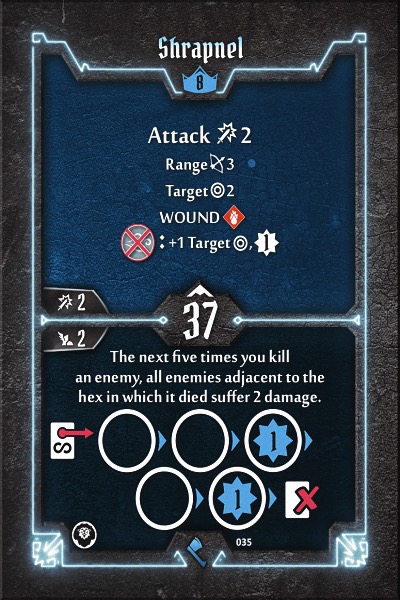 Shrapnel
8
Attack 2
Range 3
Target 2
WOUND
: +1 Target , 1
2
37
2
The next five times you kill
an enemy, all enemies adjacent to the
hex in which it died suffer 2 damage.
S 1
1
035